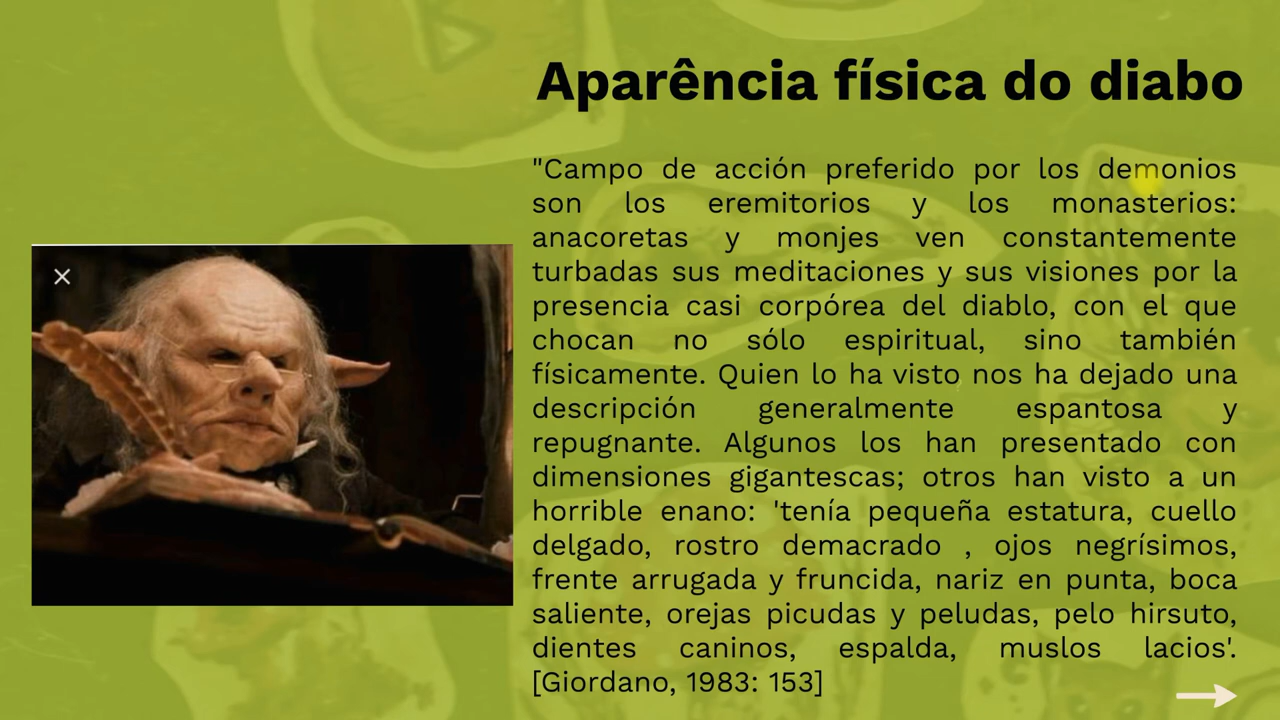 Aparência física do diabo
"Campo de acción preferido por los demonios
son los eremitorios y los monasterios:
anacoretas y monjes ven constantemente
turbadas sus meditaciones y sus visiones por la
presencia casi corpórea del diablo, con el que
chocan no sólo espiritual, sino también
físicamente. Quien lo ha visto nos ha dejado una
descripción generalmente espantosa y
repugnante. Algunos los han presentado con
dimensiones gigantescas; otros han visto a un
horrible enano: 'tenía pequeña estatura, cuello
delgado, rostro demacrado , ojos negrísimos,
frente arrugada y fruncida, nariz en punta, boca
saliente, orejas picudas y peludas, pelo hirsuto,
dientes caninos, espalda, muslos lacios'.
[Giordano, 1983: 153]